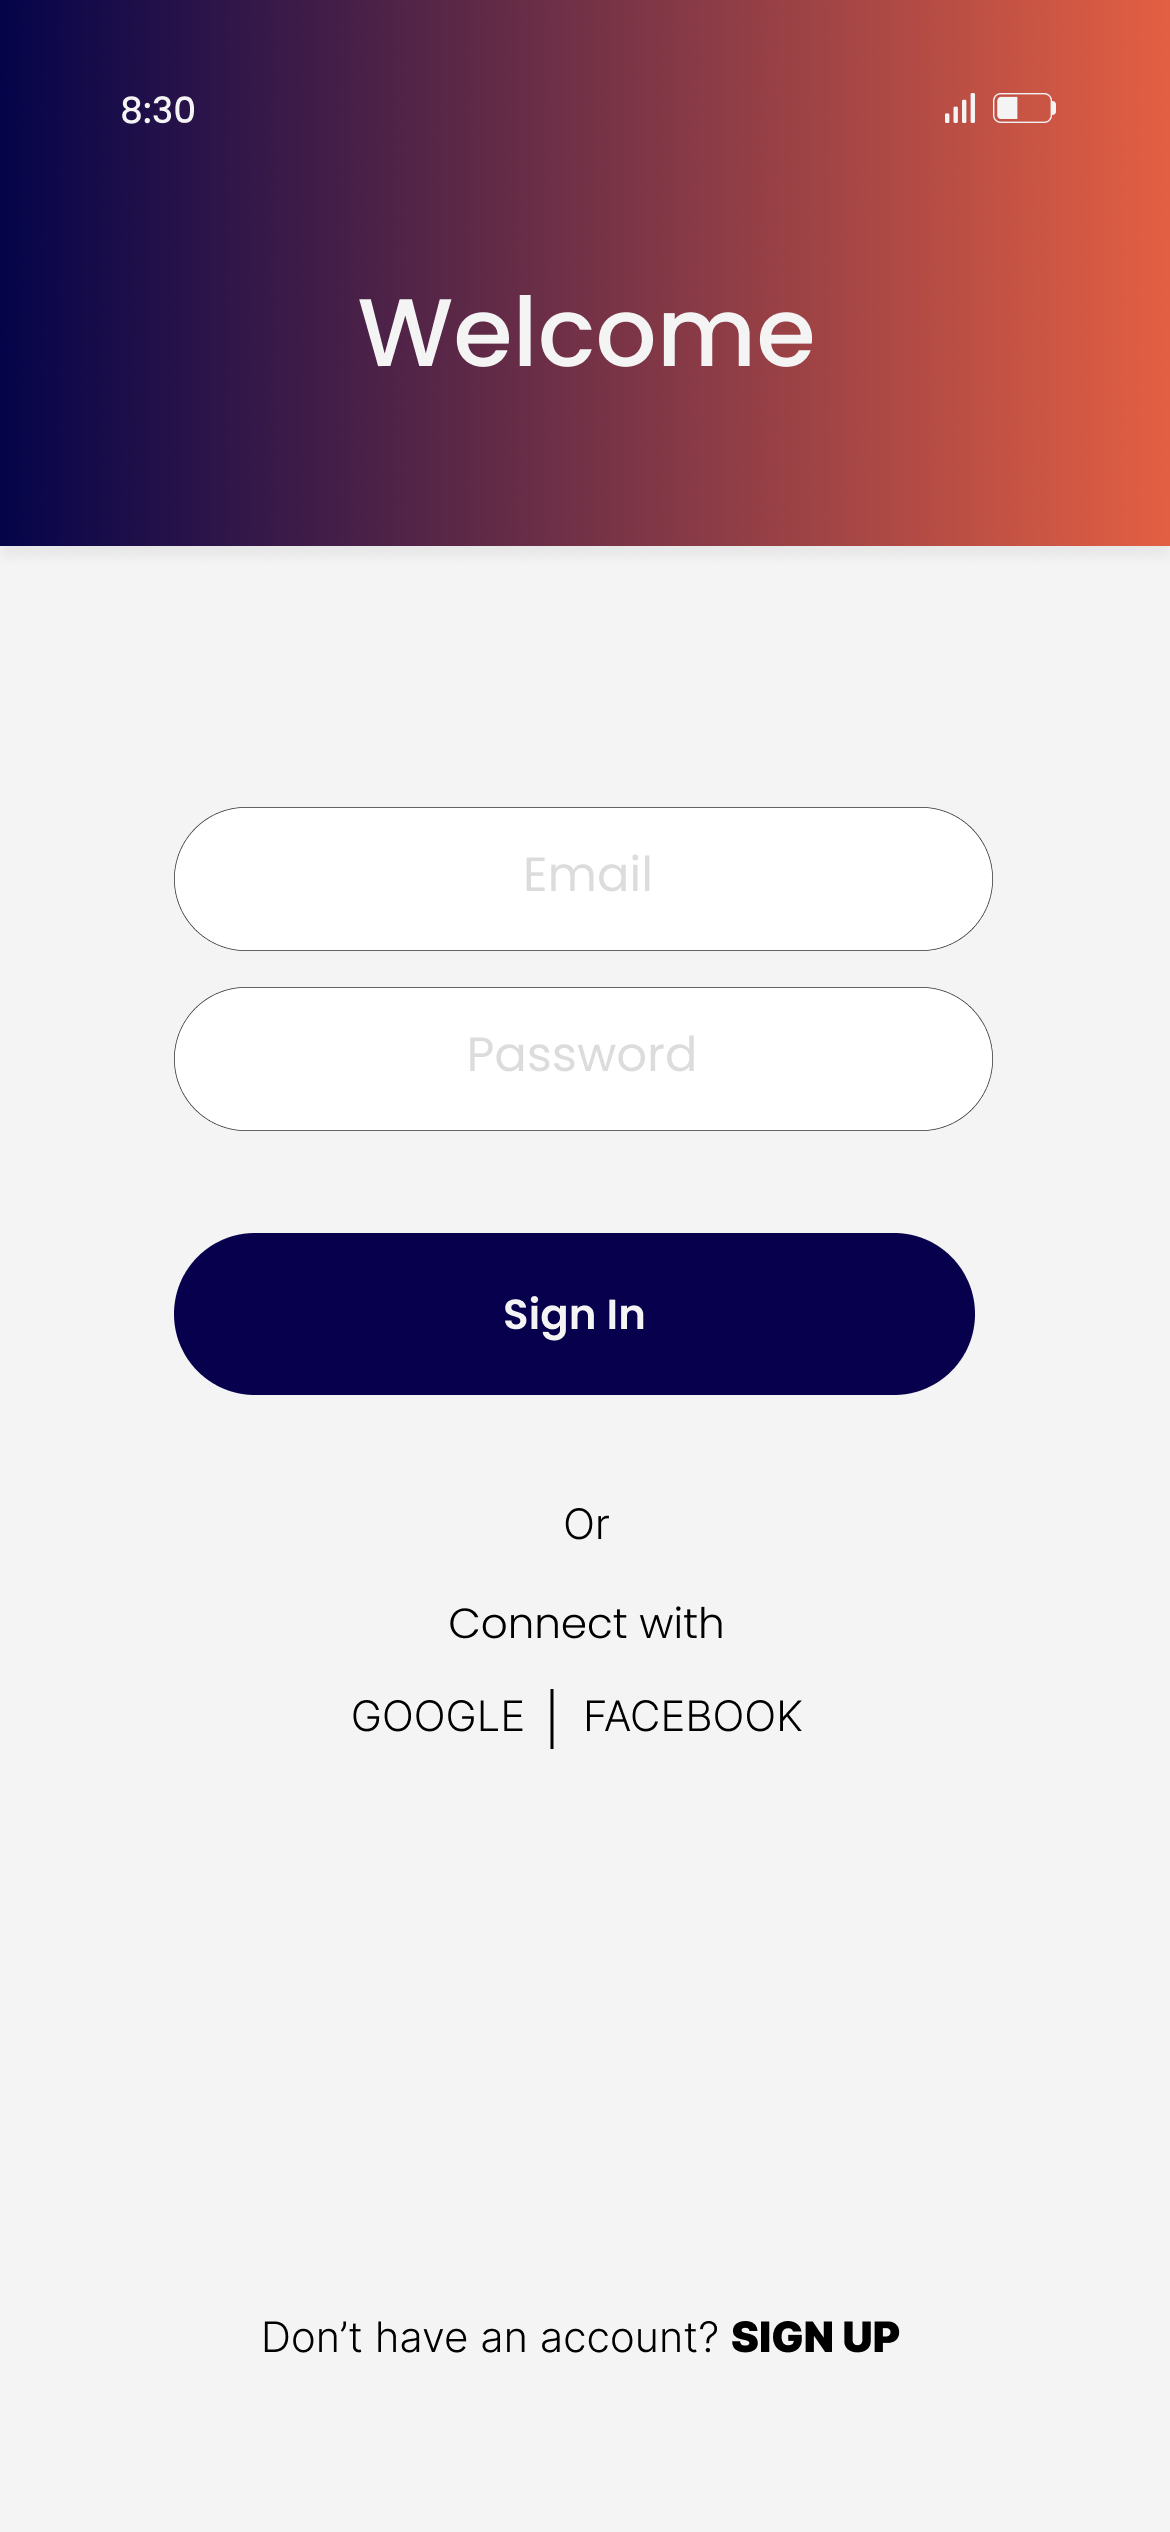 8:30
Welcome
Email
Password
Sign In
Or
Connect with
GOOGLE | FACEBOOK
Don’t have an account? SIGN UP